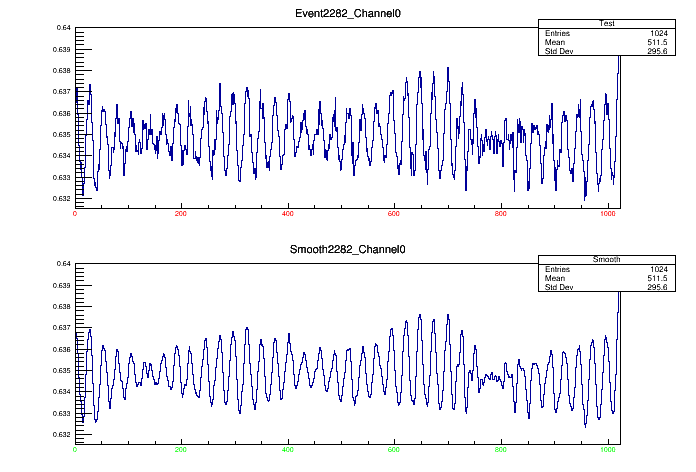 Event2282_Channel0
Test
Entries 1024
Mean 511.5
Std Dev 295.6
0.64
0.639
0.638
0.637
0.636
0.635
0.634
0.633
0.632
0 200 400 600 800 1000
Smooth2282_Channel0
Smooth
Entries 1024
Mean 511.5
Std Dev 295.6
0.64
0.639
0.638
0.637
0.636
0.635
0.634
0.633
0.632
0 200 400 600 800 1000